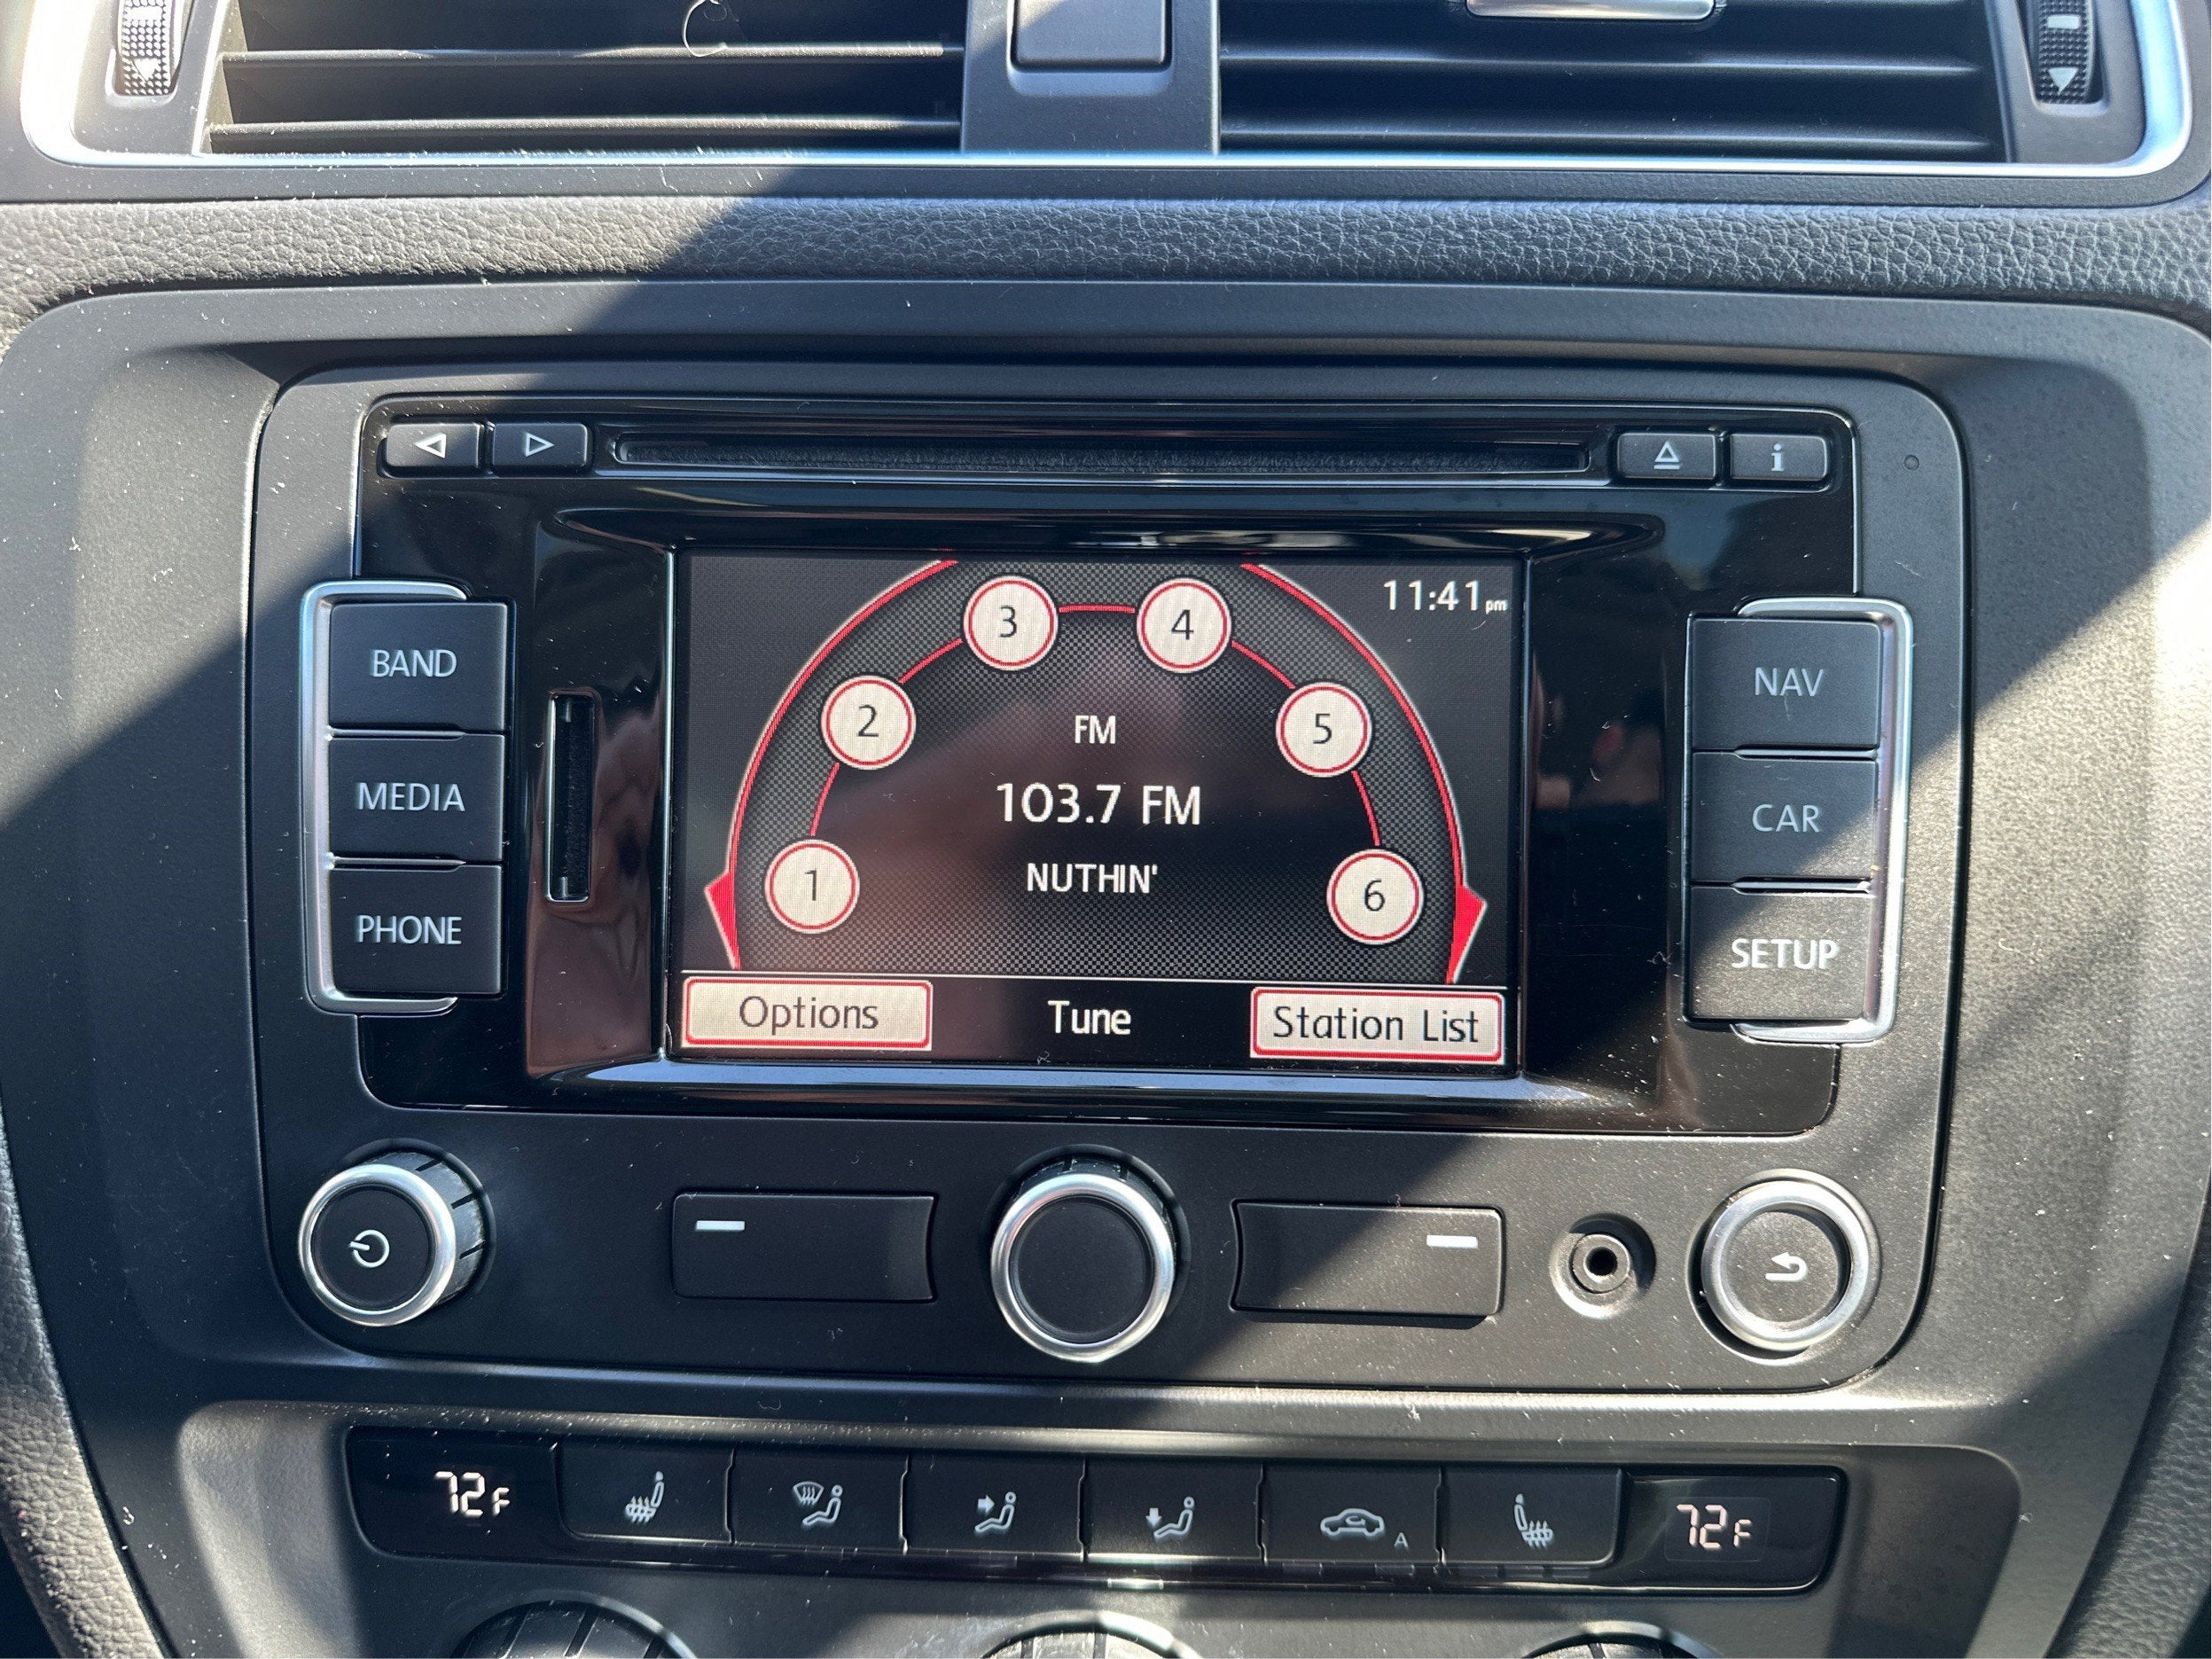 BAND
MEDIA
PHONE
3
4
11:41pm
2
5
FM
103.7 FM
1
6
NUTHIN'
Options
Tune
Station List
NAV
CAR
SETUP
i
72F
A
72F